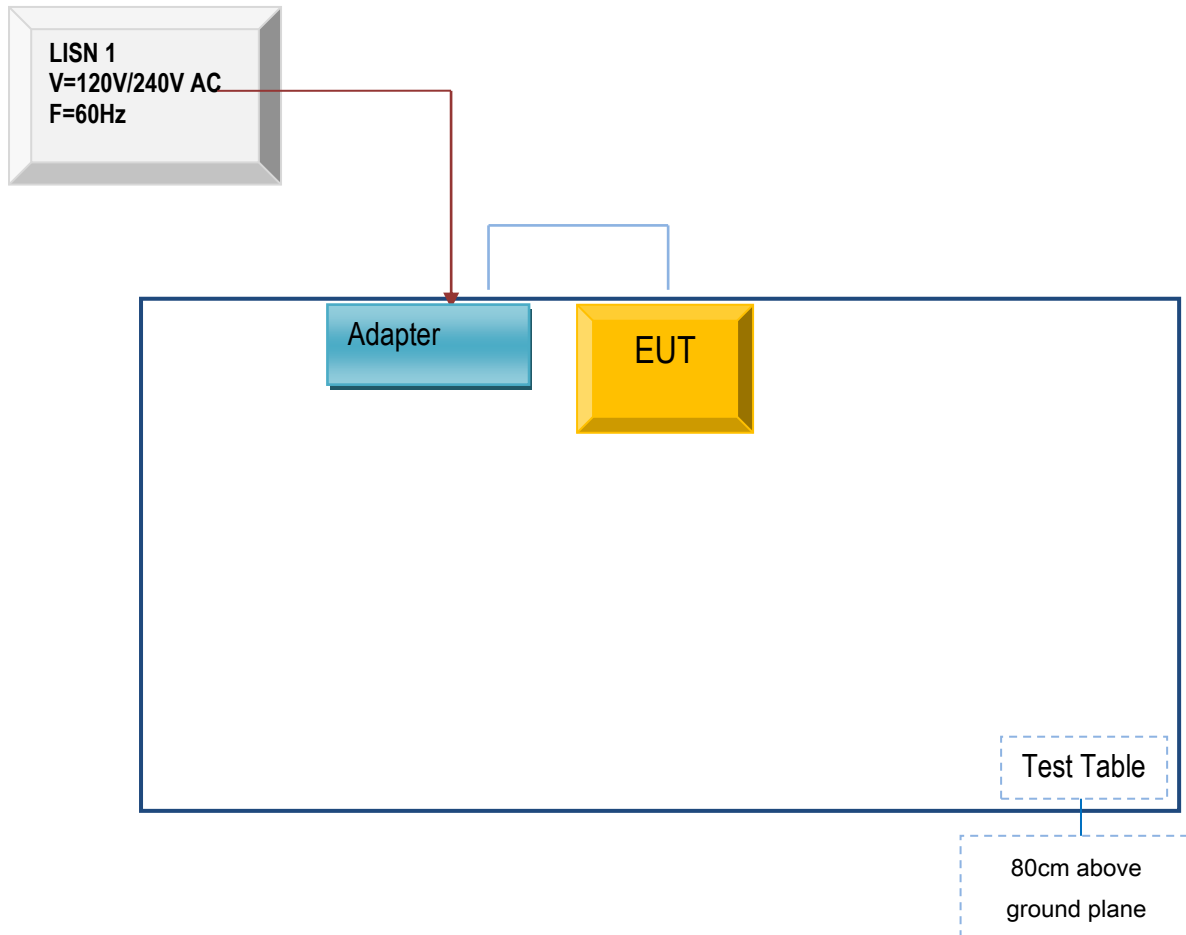 LISN 1
V=120V/240V AC
F=60Hz
Adapter
EUT
Test Table
80cm above
ground plane